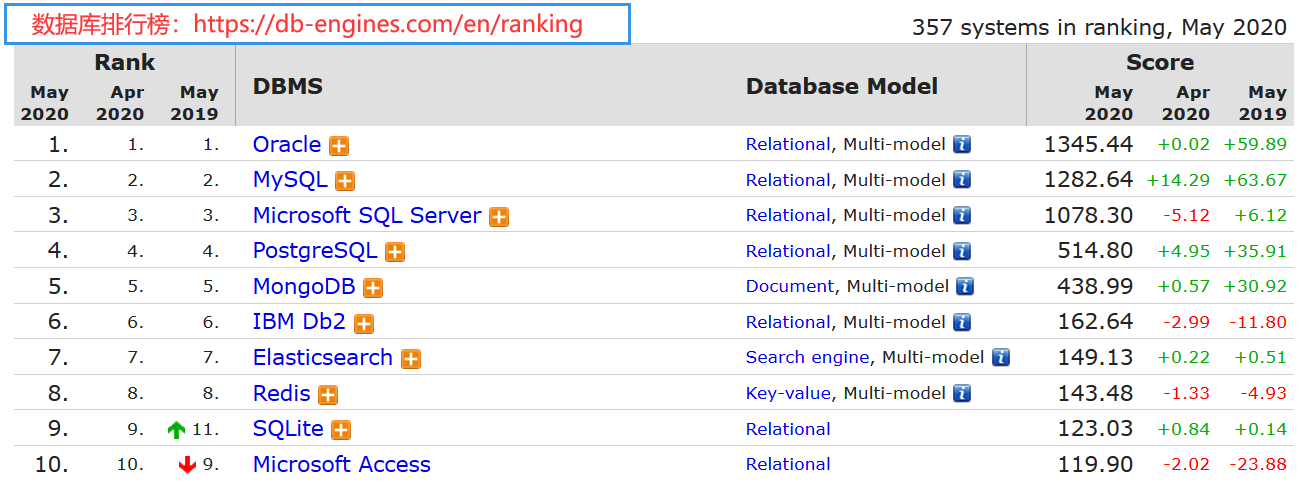 数据库排行榜：https://db-engines.com/en/ranking
357 systems in ranking, May 2020
Rank DBMS Database Model Score
May 2020 Apr 2020 May 2019 May 2020 Apr 2020 May 2019
1. 1. 1. Oracle Relational, Multi-model 1345.44 +0.02 +59.89
2. 2. 2. MySQL Relational, Multi-model 1282.64 +14.29 +63.67
3. 3. 3. Microsoft SQL Server Relational, Multi-model 1078.30 -5.12 +6.12
4. 4. 4. PostgreSQL Relational, Multi-model 514.80 +4.95 +35.91
5. 5. 5. MongoDB Document, Multi-model 438.99 +0.57 +30.92
6. 6. 6. IBM Db2 Relational, Multi-model 162.64 -2.99 -11.80
7. 7. 7. Elasticsearch Search engine, Multi-model 149.13 +0.22 +0.51
8. 8. 8. Redis Key-value, Multi-model 143.48 -1.33 -4.93
9. 9. 11. SQLite Relational 123.03 +0.84 +0.14
10. 10. 9. Microsoft Access Relational 119.90 -2.02 -23.88